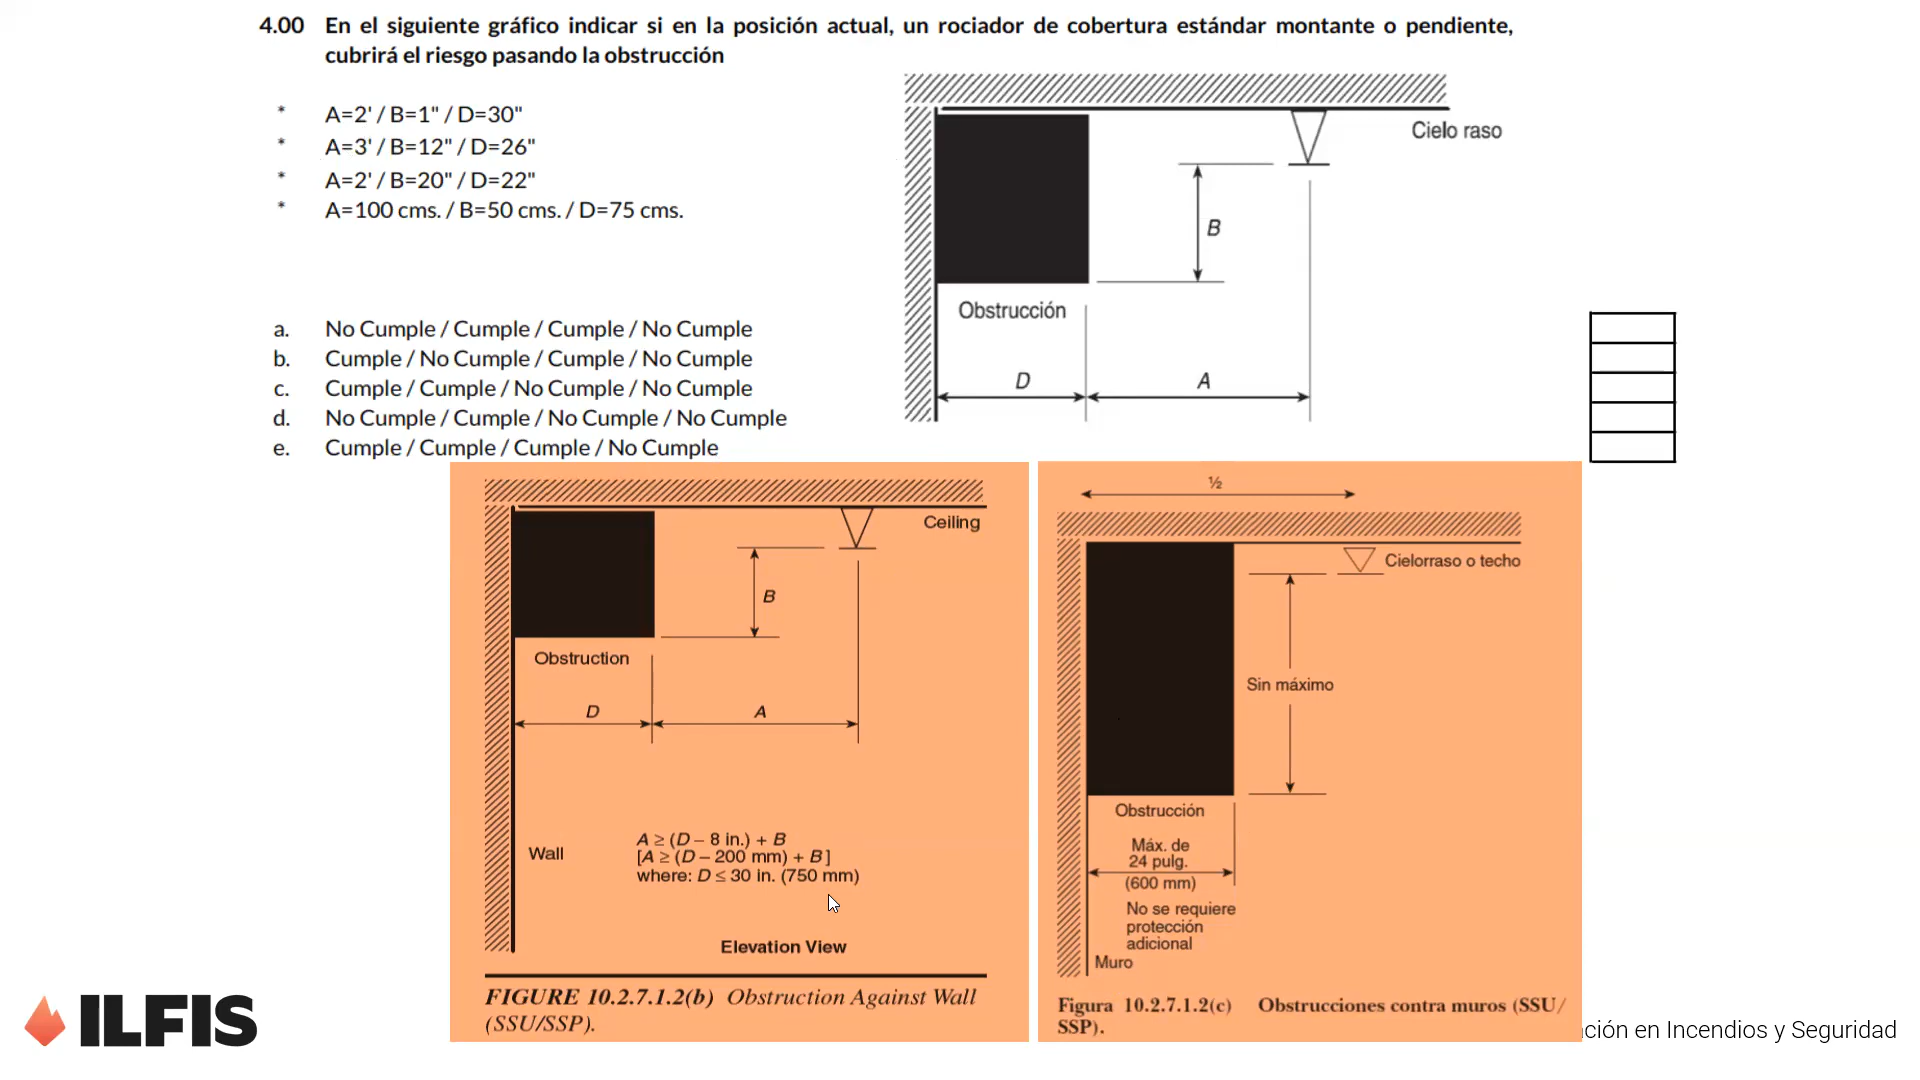 4.00 En el siguiente gráfico indicar si en la posición actual, un rociador de cobertura estándar montante o pendiente,
cubrirá el riesgo pasando la obstrucción
* A=2' / B=1" / D=30"
* A=3' / B=12" / D=26"
* A=2' / B=20" / D=22"
* A=100 cms. / B=50 cms. / D=75 cms.
Cielo raso
B
Obstrucción
D
A
a. No Cumple / Cumple / Cumple / No Cumple
b. Cumple / No Cumple / Cumple / No Cumple
c. Cumple / Cumple / No Cumple / No Cumple
d. No Cumple / Cumple / No Cumple / No Cumple
e. Cumple / Cumple / Cumple / No Cumple
Ceiling
B
Obstruction
D
A
Wall
A ≥ (D – 8 in.) + B
[A ≥ (D – 200 mm) + B]
where: D ≤ 30 in. (750 mm)
Elevation View
FIGURE 10.2.7.1.2(b) Obstruction Against Wall
(SSU/SSP).
½
Cielorraso o techo
Sin máximo
Obstrucción
Máx. de
24 pulg.
(600 mm)
No se requiere
protección
adicional
Muro
Figura 10.2.7.1.2(c) Obstrucciones contra muros (SSU/
SSP).
ILFIS
ción en Incendios y Seguridad